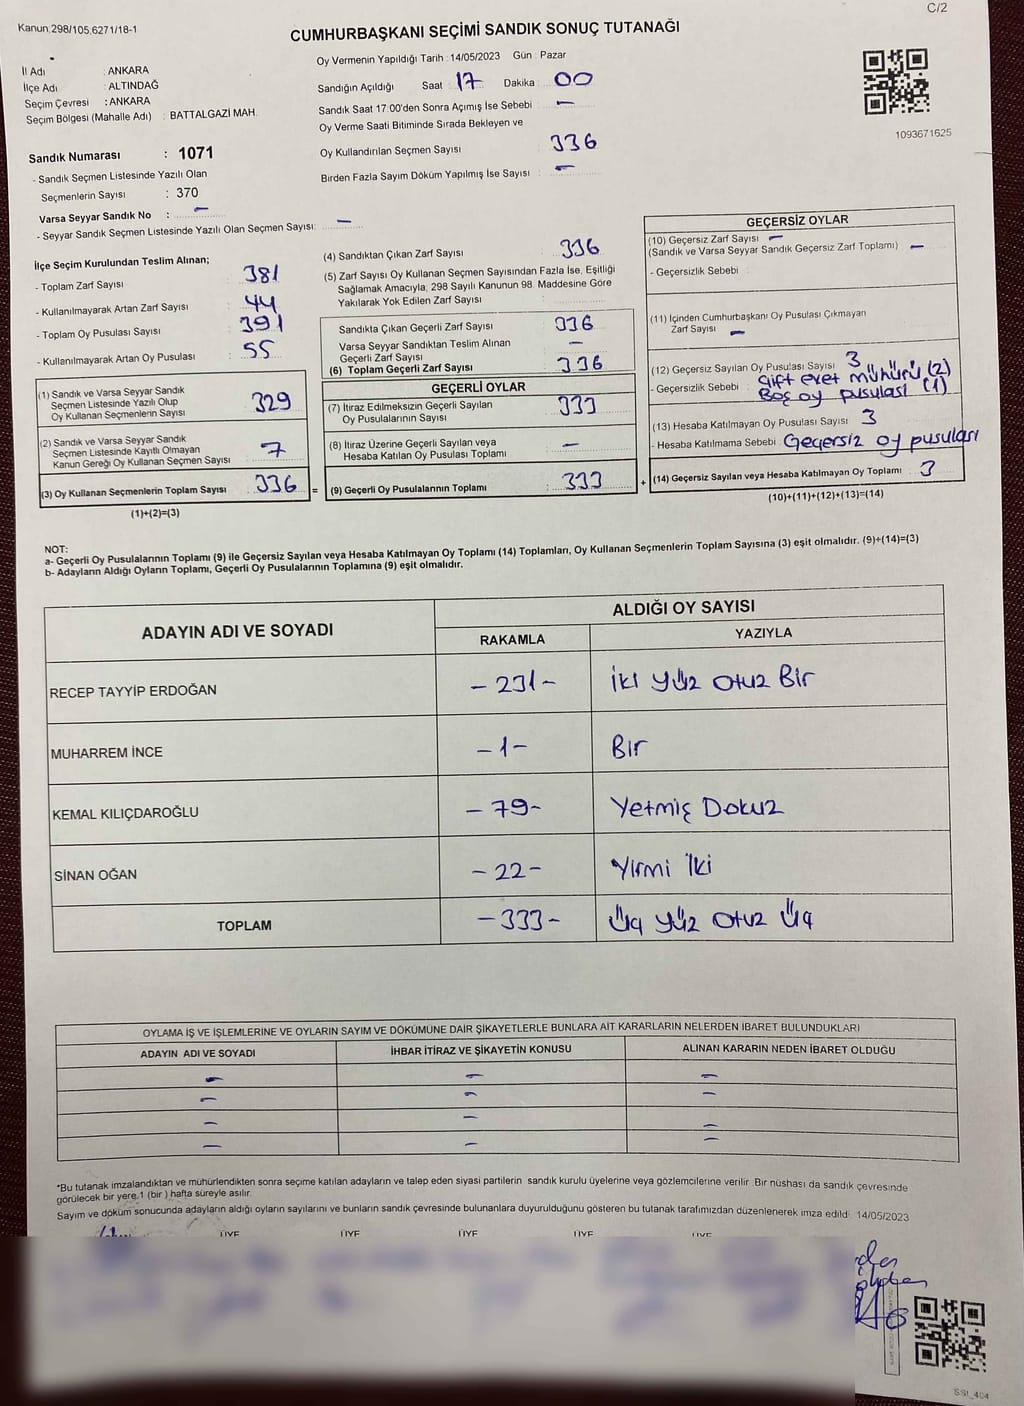 C/2
Kanun:298/105,6271/18-1
CUMHURBAŞKANI SEÇİMİ SANDIK SONUÇ TUTANAĞI
İl Adı : ANKARA
İlçe Adı : ALTINDAĞ
Seçim Çevresi : ANKARA
Seçim Bölgesi (Mahalle Adı) : BATTALGAZİ MAH.
Oy Vermenin Yapıldığı Tarih : 14/05/2023 Gün : Pazar
Sandığın Açıldığı Saat 17 Dakika : 00
Sandık Saat 17:00'den Sonra Açımış İse Sebebi : –
Oy Verme Saati Bitiminde Sırada Bekleyen ve
Oy Kullandırılan Seçmen Sayısı : 336
Birden Fazla Sayım Döküm Yapılmış İse Sayısı : –
1093671625
Sandık Numarası : 1071
- Sandık Seçmen Listesinde Yazılı Olan
Seçmenlerin Sayısı : 370
Varsa Seyyar Sandık No : –
- Seyyar Sandık Seçmen Listesinde Yazılı Olan Seçmen Sayısı: –
İlçe Seçim Kurulundan Teslim Alınan;
- Toplam Zarf Sayısı : 381
- Kullanılmayarak Artan Zarf Sayısı : 44
- Toplam Oy Pusulası Sayısı : 391
- Kullanılmayarak Artan Oy Pusulası : 55
(1) Sandık ve Varsa Seyyar Sandık
Seçmen Listesinde Yazılı Olup
Oy Kullanan Seçmenlerin Sayısı : 329
(2) Sandık ve Varsa Seyyar Sandık
Seçmen Listesinde Kayıtlı Olmayan
Kanun Gereği Oy Kullanan Seçmen Sayısı : 7
(3) Oy Kullanan Seçmenlerin Toplam Sayısı : 336 =
(1)+(2)=(3)
(4) Sandıktan Çıkan Zarf Sayısı : 336
(5) Zarf Sayısı Oy Kullanan Seçmen Sayısından Fazla İse, Eşitliği
Sağlamak Amacıyla; 298 Sayılı Kanunun 98. Maddesine Göre
Yakılarak Yok Edilen Zarf Sayısı :
Sandıkta Çıkan Geçerli Zarf Sayısı : 336
Varsa Seyyar Sandıktan Teslim Alınan
Geçerli Zarf Sayısı : –
(6) Toplam Geçerli Zarf Sayısı : 336
GEÇERLİ OYLAR
(7) İtiraz Edilmeksizin Geçerli Sayılan
Oy Pusulalarının Sayısı : 333
(8) İtiraz Üzerine Geçerli Sayılan veya
Hesaba Katılan Oy Pusulası Toplamı : –
(9) Geçerli Oy Pusulalarının Toplamı : 333 +
GEÇERSİZ OYLAR
(10) Geçersiz Zarf Sayısı –
(Sandık ve Varsa Seyyar Sandık Geçersiz Zarf Toplamı) –
- Geçersizlik Sebebi
(11) İçinden Cumhurbaşkanı Oy Pusulası Çıkmayan
Zarf Sayısı : –
(12) Geçersiz Sayılan Oy Pusulası Sayısı : 3
- Geçersizlik Sebebi : Çift evet mühürü (2)
Boş oy pusulası (1)
(13) Hesaba Katılmayan Oy Pusulası Sayısı : 3
- Hesaba Katılmama Sebebi : Geçersiz oy pusulası
(14) Geçersiz Sayılan veya Hesaba Katılmayan Oy Toplamı : 3
(10)+(11)+(12)+(13)=(14)
NOT:
a- Geçerli Oy Pusulalarının Toplamı (9) ile Geçersiz Sayılan veya Hesaba Katılmayan Oy Toplamı (14) Toplamları, Oy Kullanan Seçmenlerin Toplam Sayısına (3) eşit olmalıdır. (9)+(14)=(3)
b- Adayların Aldığı Oyların Toplamı, Geçerli Oy Pusulalarının Toplamına (9) eşit olmalıdır.
ADAYIN ADI VE SOYADI
ALDIĞI OY SAYISI
RAKAMLA YAZIYLA
RECEP TAYYİP ERDOĞAN – 231 – İki Yüz Otuz Bir
MUHARREM İNCE – 1 – Bir
KEMAL KILIÇDAROĞLU – 79 – Yetmiş Dokuz
SİNAN OĞAN – 22 – Yirmi İki
TOPLAM – 333 – Üç Yüz Otuz Üç
OYLAMA İŞ VE İŞLEMLERİNE VE OYLARIN SAYIM VE DÖKÜMÜNE DAİR ŞİKAYETLERLE BUNLARA AİT KARARLARIN NELERDEN İBARET BULUNDUKLARI
ADAYIN ADI VE SOYADI İHBAR İTİRAZ VE ŞİKAYETİN KONUSU ALINAN KARARIN NEDEN İBARET OLDUĞU
– – –
– – –
– – –
– – –
*Bu tutanak imzalandıktan ve mühürlendikten sonra seçime katılan adayların ve talep eden siyasi partilerin sandık kurulu üyelerine veya gözlemcilerine verilir. Bir nüshası da sandık çevresinde
görülecek bir yere 1 (bir ) hafta süreyle asılır.
Sayım ve döküm sonucunda adayların aldığı oyların sayılarını ve bunların sandık çevresinde bulunanlara duyurulduğunu gösteren bu tutanak tarafımızdan düzenlenerek imza edildi. 14/05/2023
ÜYE ÜYE ÜYE ÜYE ÜYE
SSI_404